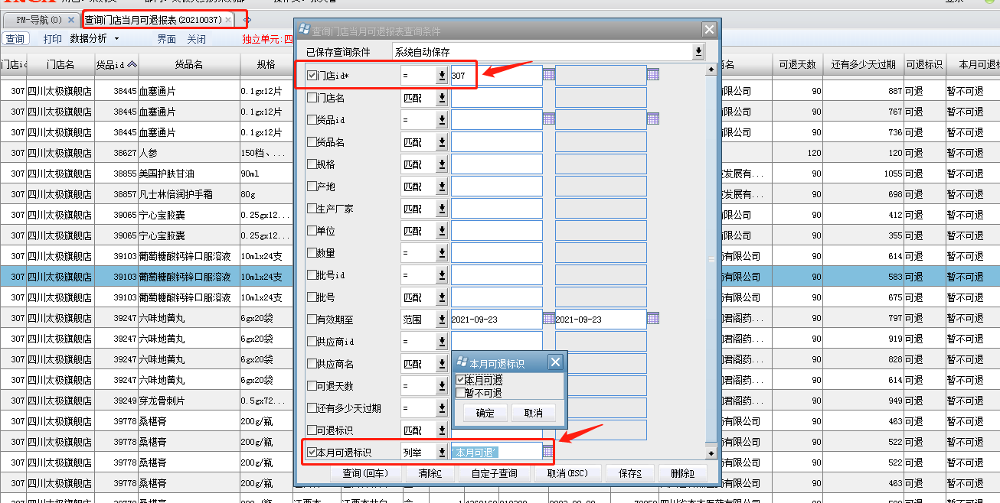 PM-导航(0) × 查询门店当月可退报表(20210037) ×
查询 打印 数据分析 界面 关闭 独立单元:四
门店id 门店名 货品id 货品名 规格 可退天数 还有多少天过期 可退标识 本月可退标
307 四川太极旗舰店 38445 血塞通片 0.1gx12片 有限公司 90 887 可退 暂不可退
307 四川太极旗舰店 38445 血塞通片 0.1gx12片 有限公司 90 767 可退 暂不可退
307 四川太极旗舰店 38445 血塞通片 0.1gx12片 限公司 90 736 可退 暂不可退
307 四川太极旗舰店 38627 人参 150档、... 120 120 可退 暂不可退
307 四川太极旗舰店 38855 美国护肤甘油 90ml 发展有... 90 1055 可退 暂不可退
307 四川太极旗舰店 38857 凡士林倍润护手霜 80g 发展有... 90 698 可退 暂不可退
307 四川太极旗舰店 39065 宁心宝胶囊 0.25gx12... 限公司 90 412 可退 暂不可退
307 四川太极旗舰店 39065 宁心宝胶囊 0.25gx12... 限公司 90 355 可退 暂不可退
307 四川太极旗舰店 39103 葡萄糖酸钙锌口服溶液 10mlx24支 有限公司 90 614 可退 暂不可退
307 四川太极旗舰店 39103 葡萄糖酸钙锌口服溶液 10mlx24支 有限公司 90 583 可退 暂不可退
307 四川太极旗舰店 39103 葡萄糖酸钙锌口服溶液 10mlx24支 有限公司 90 675 可退 暂不可退
307 四川太极旗舰店 39247 六味地黄丸 6gx20袋 君阁药... 90 797 可退 暂不可退
307 四川太极旗舰店 39247 六味地黄丸 6gx20袋 君阁药... 90 919 可退 暂不可退
307 四川太极旗舰店 39247 六味地黄丸 6gx20袋 君阁药... 90 828 可退 暂不可退
307 四川太极旗舰店 39247 六味地黄丸 6gx20袋 君阁药... 90 614 可退 暂不可退
307 四川太极旗舰店 39249 穿龙骨刺片 0.5gx72... 君阁药... 90 949 可退 暂不可退
307 四川太极旗舰店 39778 桑椹膏 200g/瓶 有限公司 90 463 可退 暂不可退
307 四川太极旗舰店 39778 桑椹膏 200g/瓶 有限公司 90 522 可退 暂不可退
307 四川太极旗舰店 39778 桑椹膏 200g/瓶 有限公司 90 522 可退 暂不可退
307 四川太极旗舰店 39778 桑椹膏 200g/瓶 有限公司 90 463 可退 暂不可退
查询门店当月可退报表查询条件
已保存查询条件 系统自动保存
门店id* = 307
门店名 匹配
货品id =
货品名 匹配
规格 匹配
产地 匹配
生产厂家 匹配
单位 匹配
数量 =
批号id =
批号 匹配
有效期至 范围 2021-09-23 2021-09-23
供应商id =
供应商名 匹配
可退天数 =
还有多少天过期 =
可退标识 匹配
本月可退标识 列举 '本月可退'
本月可退标识
本月可退
暂不可退
确定 取消
查询(回车) 清除C 自定子查询 取消(ESC) 保存S 删除D